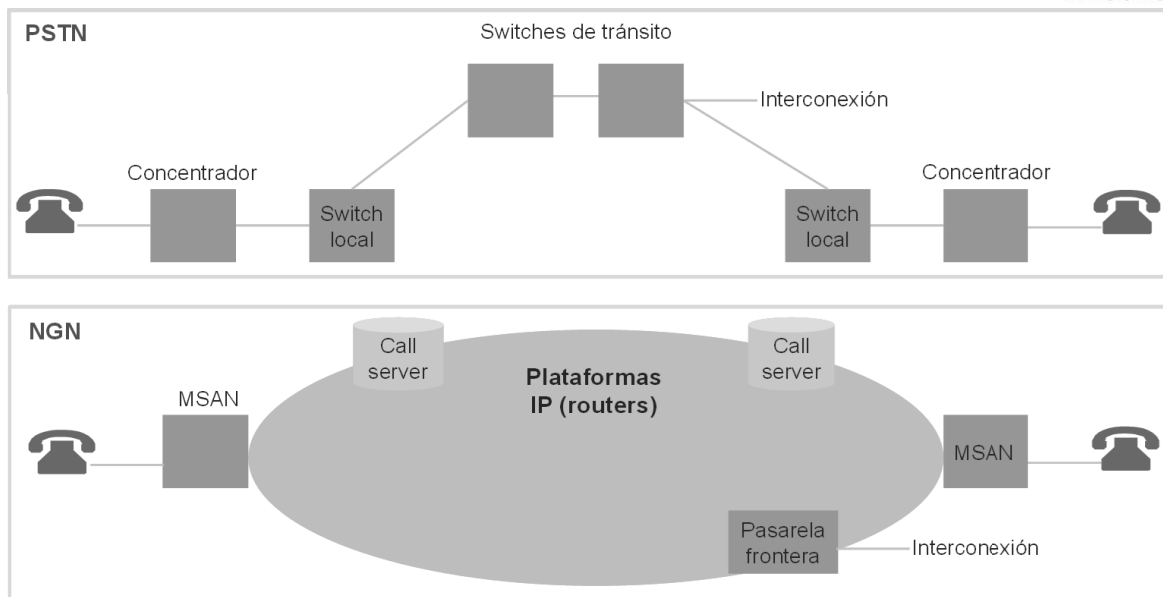 PSTN
Switches de tránsito
Interconexión
Concentrador
Concentrador
Switch
local
Switch
local
NGN
Call
server
Call
server
Plataformas
IP (routers)
MSAN
MSAN
Pasarela
frontera
Interconexión